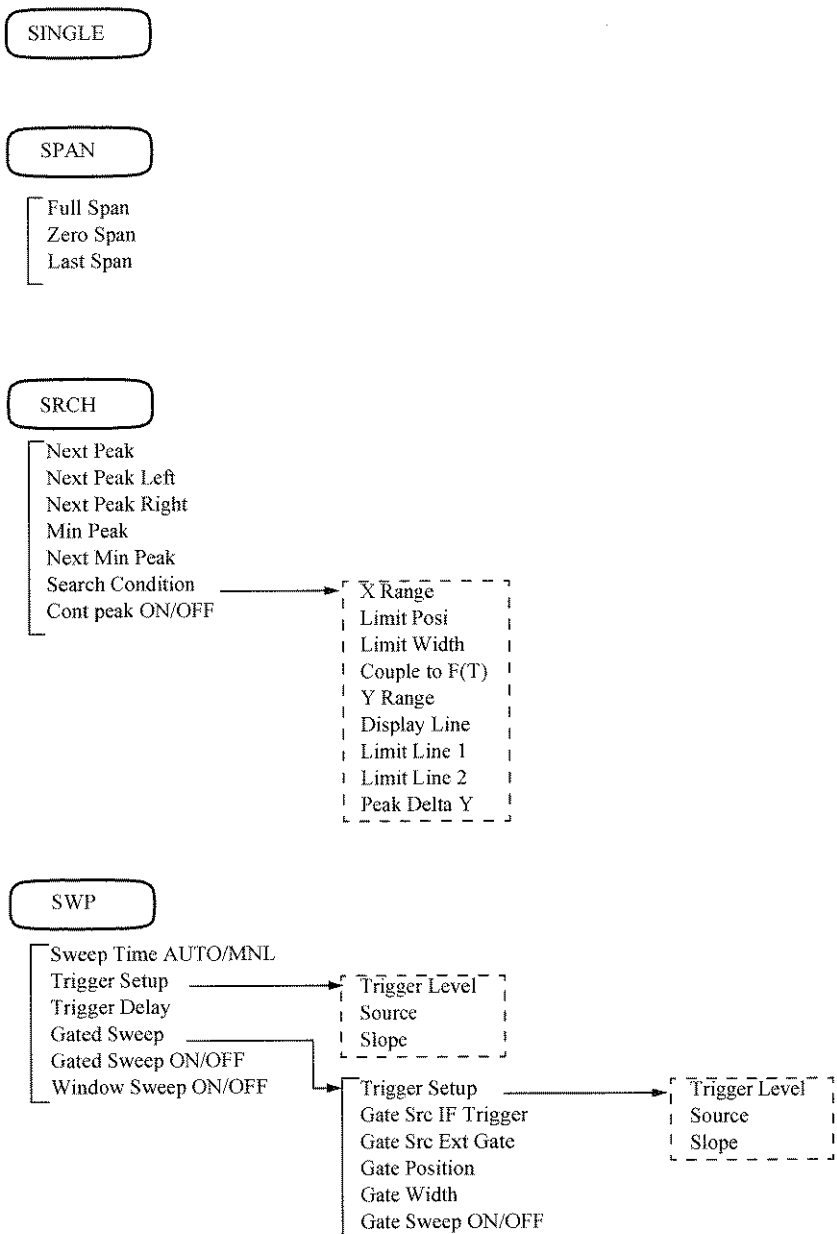 SINGLE
SPAN
Full Span
Zero Span
Last Span
SRCH
Next Peak
Next Peak Left
Next Peak Right
Min Peak
Next Min Peak
Search Condition
Cont peak ON/OFF
X Range
Limit Posi
Limit Width
Couple to F(T)
Y Range
Display Line
Limit Line 1
Limit Line 2
Peak Delta Y
SWP
Sweep Time AUTO/MNL
Trigger Setup
Trigger Delay
Gated Sweep
Gated Sweep ON/OFF
Window Sweep ON/OFF
Trigger Level
Source
Slope
Trigger Setup
Gate Src IF Trigger
Gate Src Ext Gate
Gate Position
Gate Width
Gate Sweep ON/OFF
Trigger Level
Source
Slope